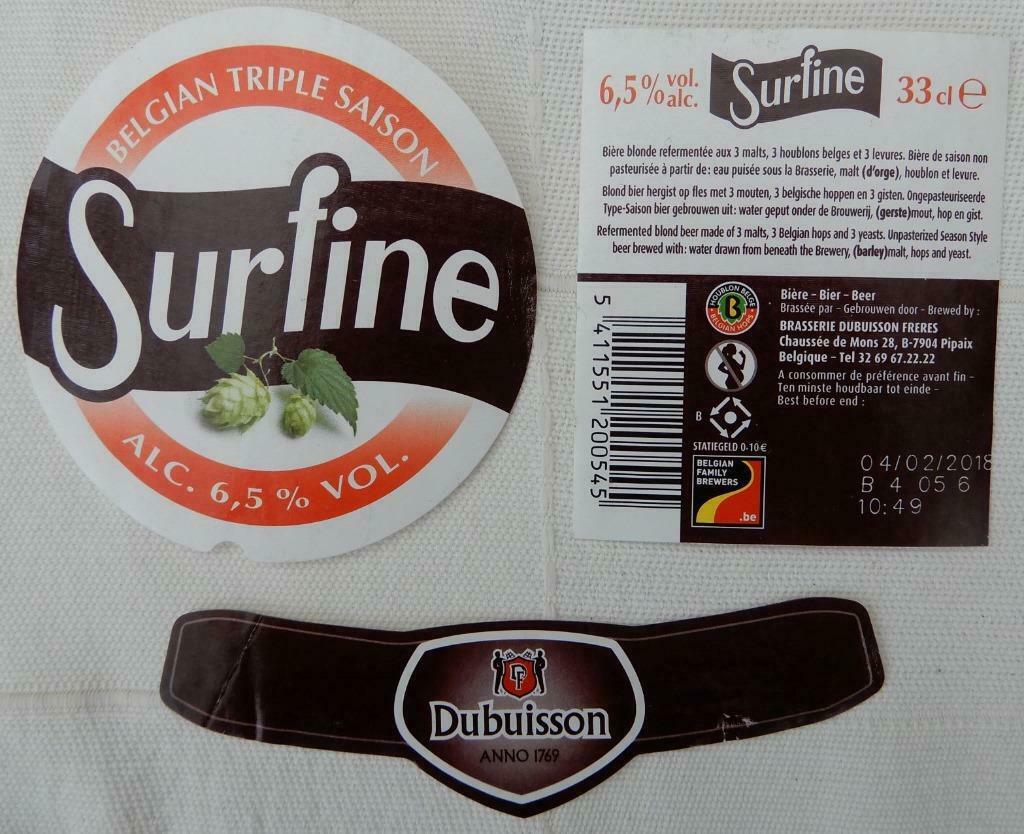 BELGIAN TRIPLE SAISON
Surfine
ALC. 6,5 % VOL.
6,5 % vol. alc.
Surfine
33 cl e
Bière blonde refermentée aux 3 malts, 3 houblons belges et 3 levures. Bière de saison non
pasteurisée à partir de : eau puisée sous la Brasserie, malt (d'orge), houblon et levure.
Blond bier hergist op fles met 3 mouten, 3 belgische hoppen en 3 gisten. Ongepasteuriseerde
Type-Saison bier gebrouwen uit : water geput onder de Brouwerij, (gerste)mout, hop en gist.
Refermented blond beer made of 3 malts, 3 Belgian hops and 3 yeasts. Unpasterized Season Style
beer brewed with : water drawn from beneath the Brewery, (barley)malt, hops and yeast.
5 411551 200545
HOUBLON BELGE
B
BELGIAN HOPS
B
STATIEGELD 0-10 €
BELGIAN
FAMILY
BREWERS
.be
Bière – Bier – Beer
Brassée par – Gebrouwen door – Brewed by :
BRASSERIE DUBUISSON FRERES
Chaussée de Mons 28, B-7904 Pipaix
Belgique – Tel 32 69 67.22.22
A consommer de préférence avant fin –
Ten minste houdbaar tot einde –
Best before end :
04/02/2018
B 4 05 6
10:49
DF
Dubuisson
ANNO 1769